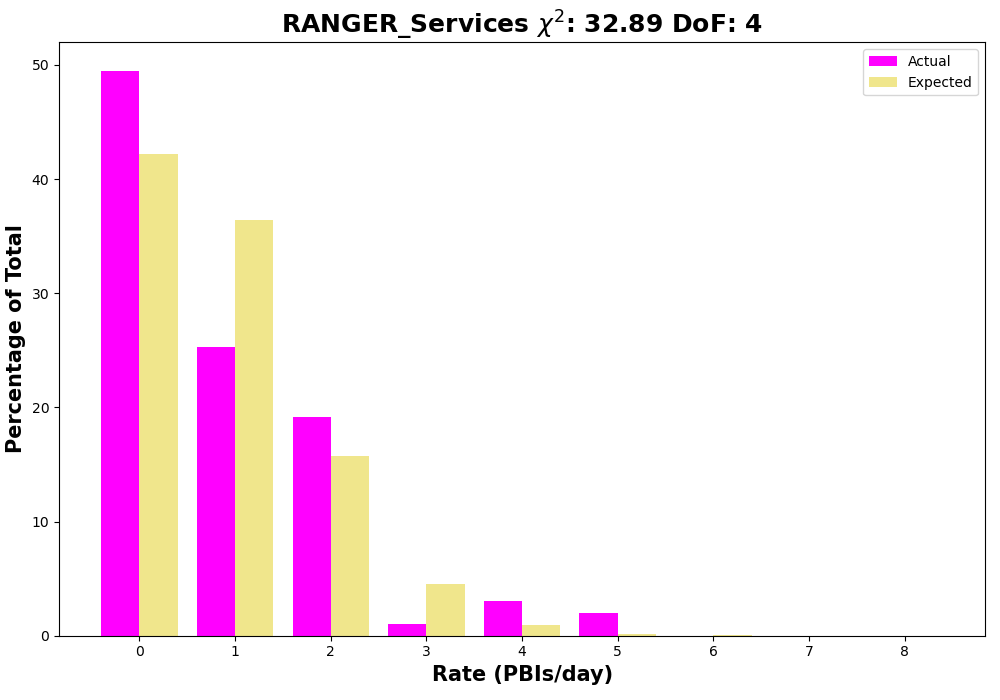 RANGER_Services χ²: 32.89 DoF: 4
Actual
Expected
Percentage of Total
50
40
30
20
10
0
0 1 2 3 4 5 6 7 8
Rate (PBIs/day)